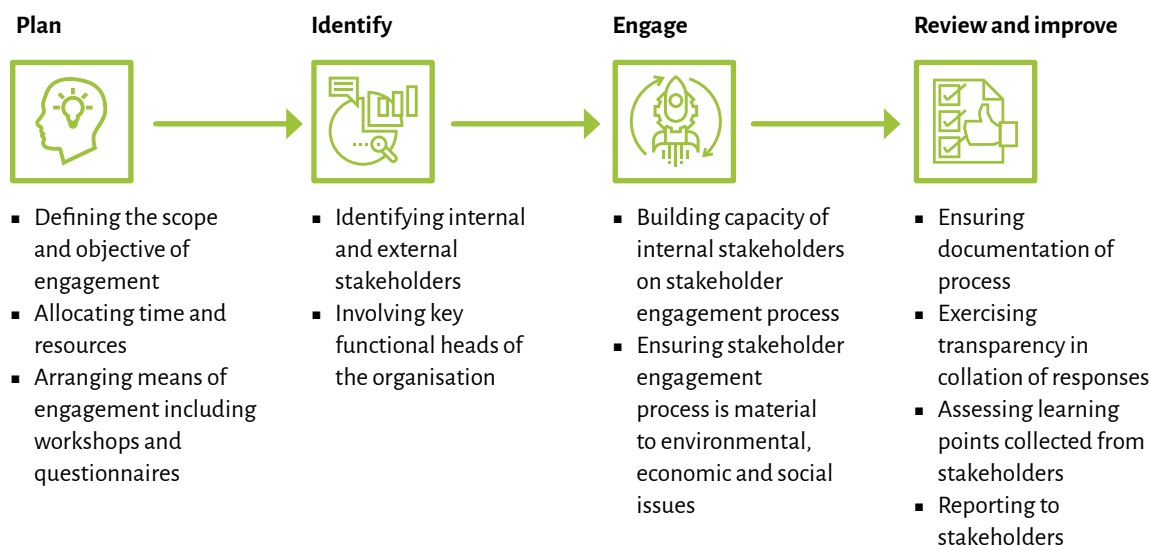 Plan
▪ Defining the scope
and objective of
engagement
▪ Allocating time and
resources
▪ Arranging means of
engagement including
workshops and
questionnaires
Identify
▪ Identifying internal
and external
stakeholders
▪ Involving key
functional heads of
the organisation
Engage
▪ Building capacity of
internal stakeholders
on stakeholder
engagement process
▪ Ensuring stakeholder
engagement
process is material
to environmental,
economic and social
issues
Review and improve
▪ Ensuring
documentation of
process
▪ Exercising
transparency in
collation of responses
▪ Assessing learning
points collected from
stakeholders
▪ Reporting to
stakeholders